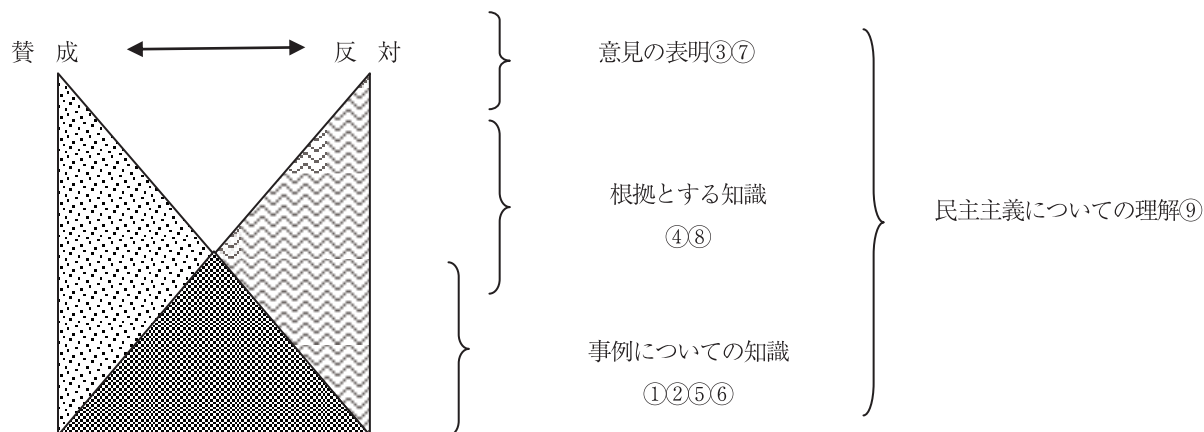 賛 成 反 対
意見の表明③⑦
根拠とする知識
④⑧
民主主義についての理解⑨
事例についての知識
①②⑤⑥